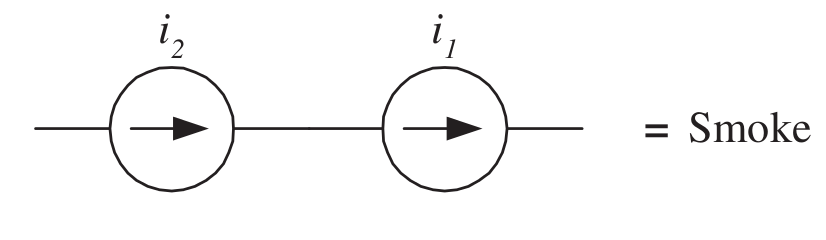 i₂ i₁
= Smoke